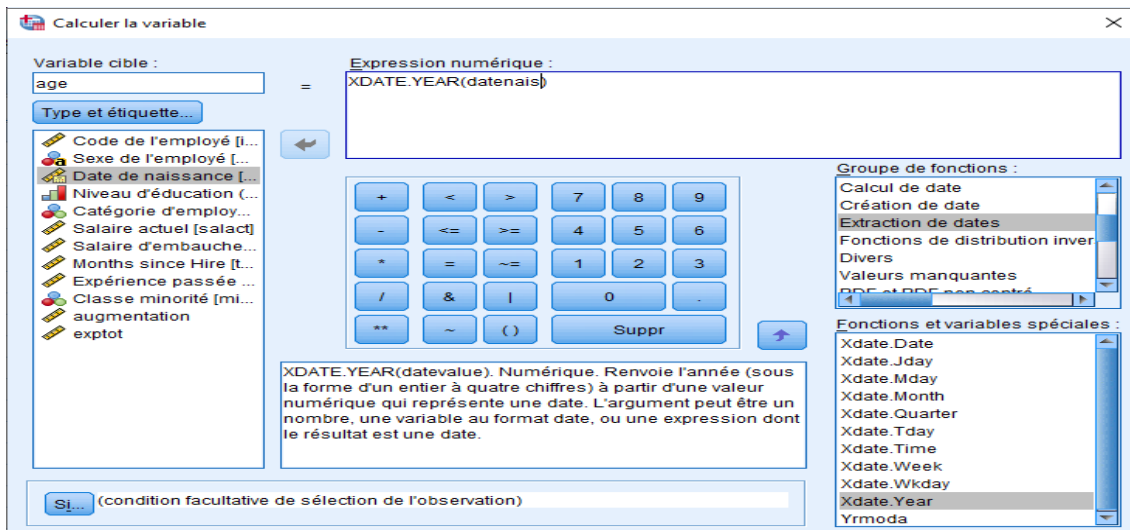 Calculer la variable
Variable cible :
age
=
Expression numérique :
XDATE.YEAR(datenais)
Type et étiquette...
Code de l'employé [i...
Sexe de l'employé [...
Date de naissance [...
Niveau d'éducation (...
Catégorie d'employ...
Salaire actuel [salact]
Salaire d'embauche...
Months since Hire [t...
Expérience passée ...
Classe minorité [mi...
augmentation
exptot
+ < > 7 8 9
- <= >= 4 5 6
* = ~= 1 2 3
/ & | 0 .
** ~ ( ) Suppr
Groupe de fonctions :
Calcul de date
Création de date
Extraction de dates
Fonctions de distribution inver
Divers
Valeurs manquantes
PDF et PDF non centré
XDATE.YEAR(datevalue). Numérique. Renvoie l'année (sous
la forme d'un entier à quatre chiffres) à partir d'une valeur
numérique qui représente une date. L'argument peut être un
nombre, une variable au format date, ou une expression dont
le résultat est une date.
Fonctions et variables spéciales :
Xdate.Date
Xdate.Jday
Xdate.Mday
Xdate.Month
Xdate.Quarter
Xdate.Tday
Xdate.Time
Xdate.Week
Xdate.Wkday
Xdate.Year
Yrmoda
Si... (condition facultative de sélection de l'observation)